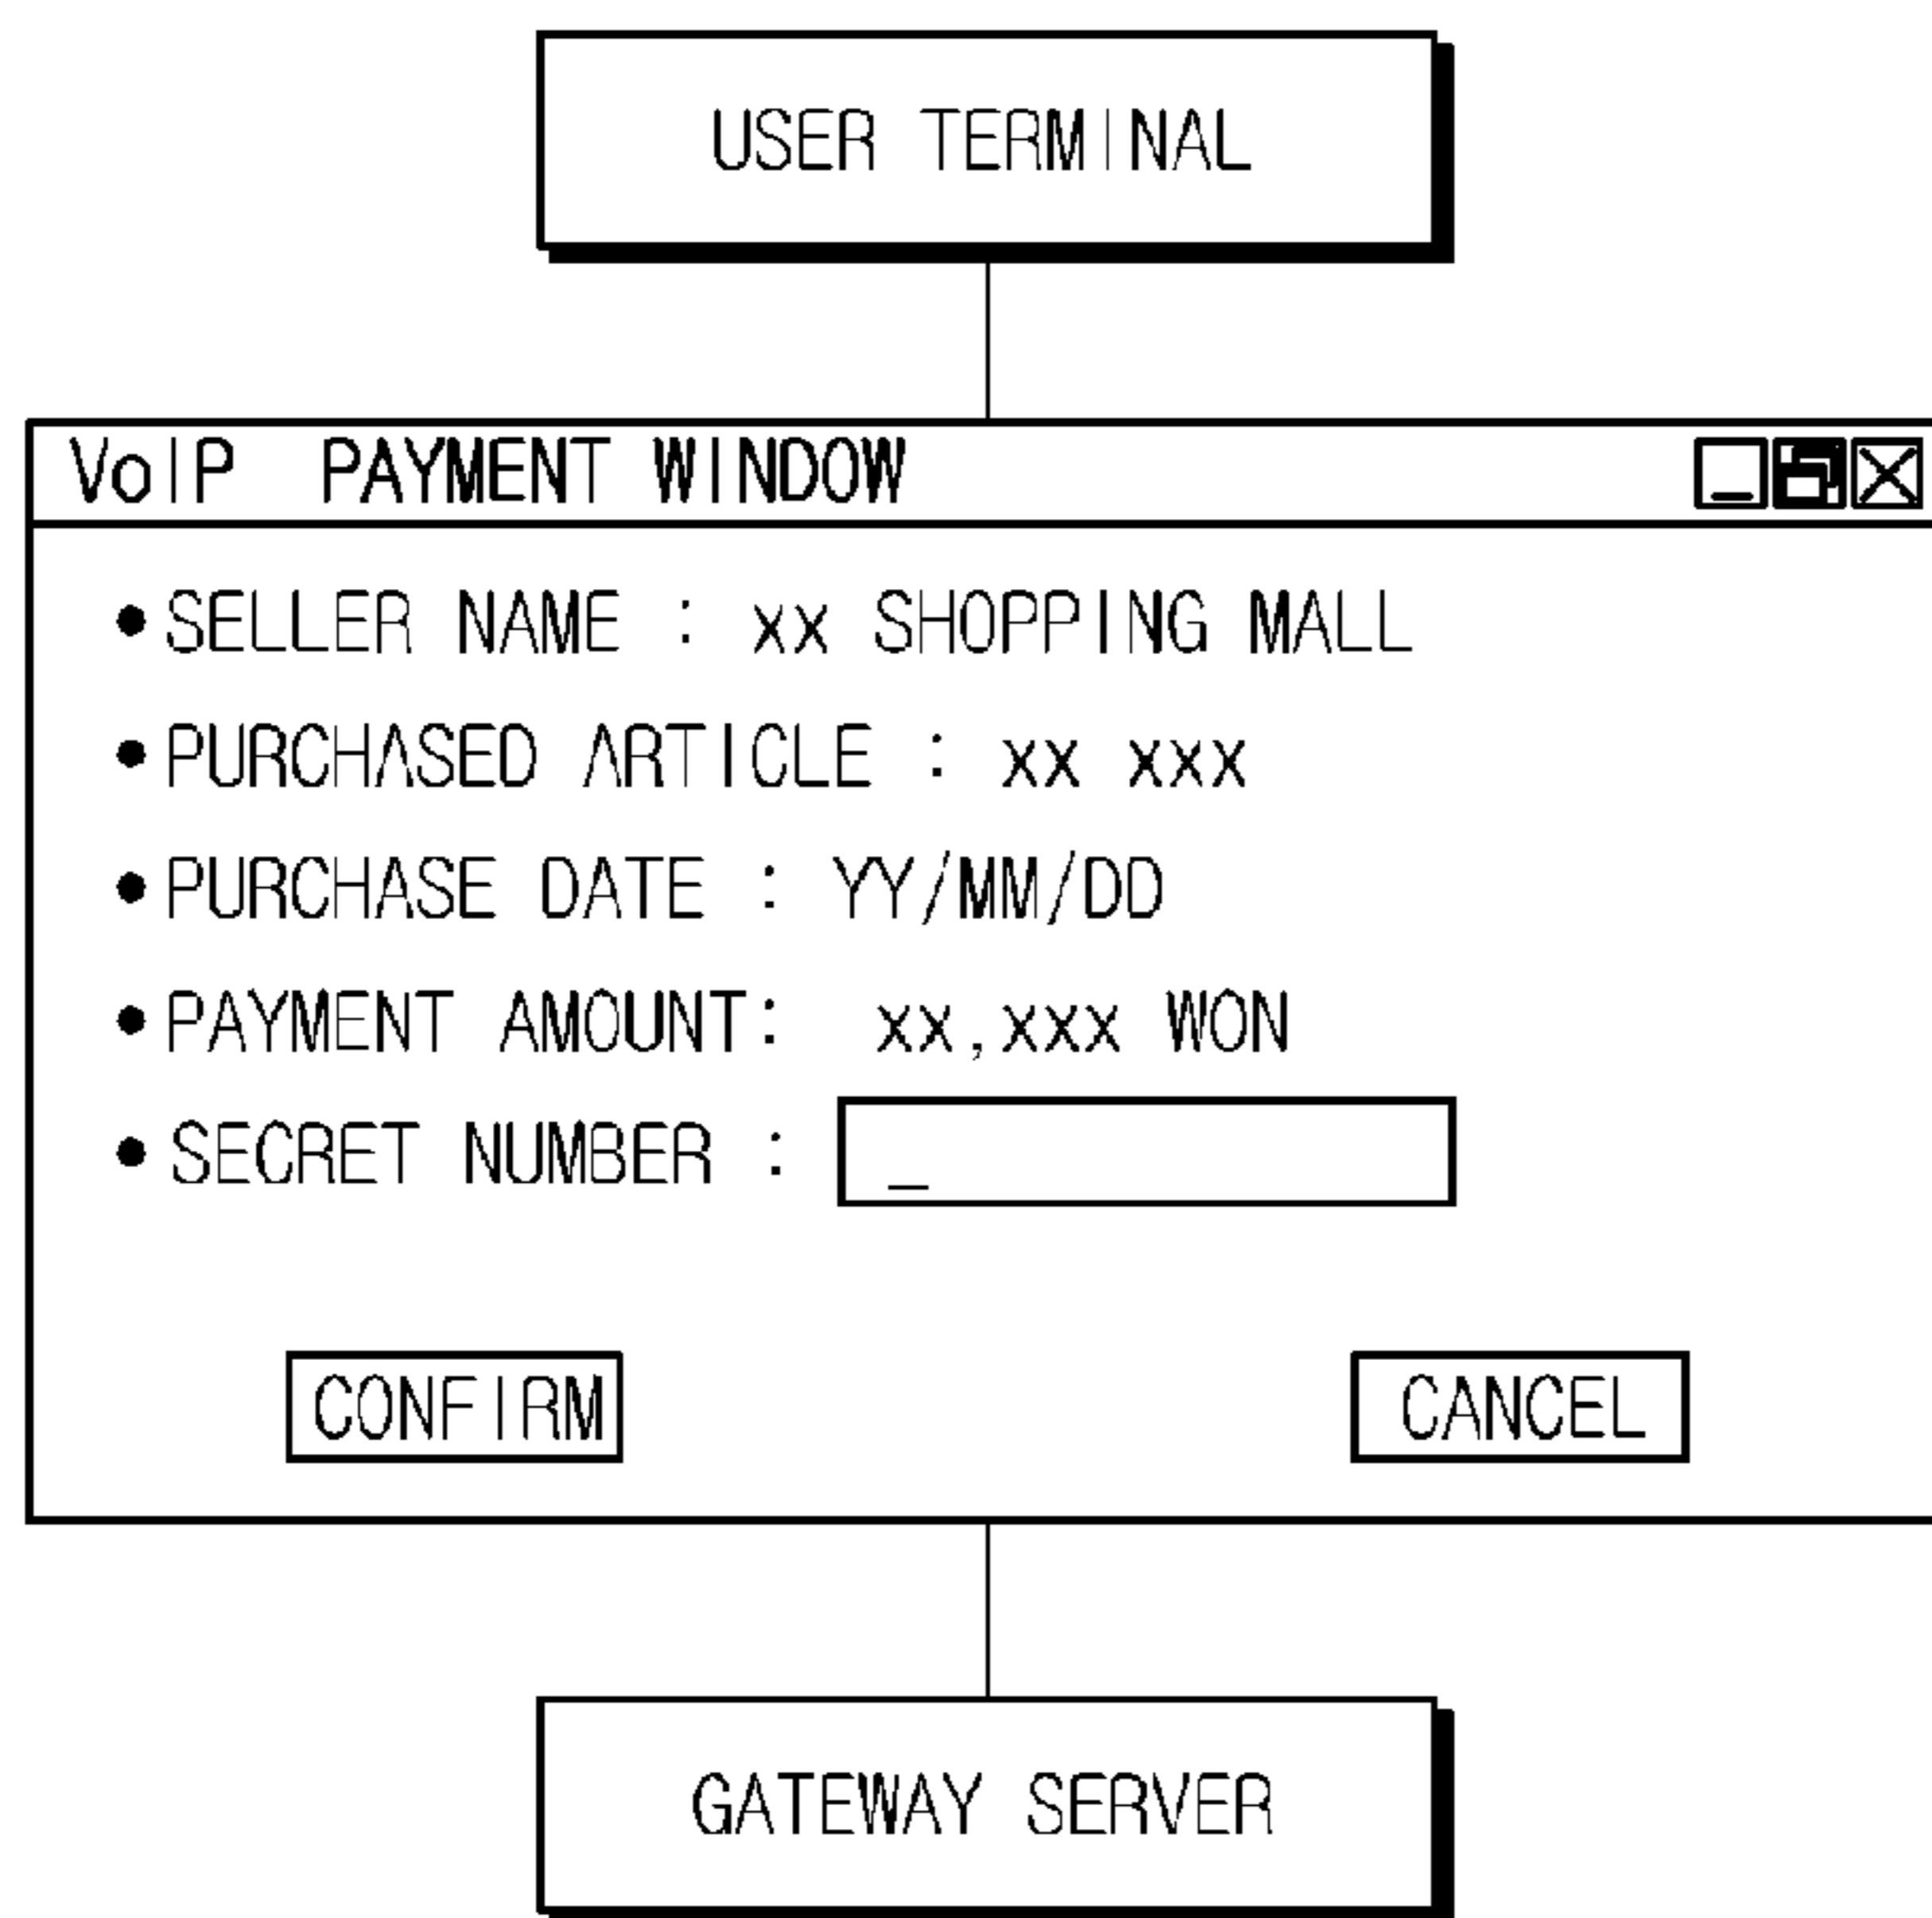 USER TERMINAL
VoIP PAYMENT WINDOW
• SELLER NAME : xx SHOPPING MALL
• PURCHASED ARTICLE : xx xxx
• PURCHASE DATE : YY/MM/DD
• PAYMENT AMOUNT: xx,xxx WON
• SECRET NUMBER : _
CONFIRM CANCEL
GATEWAY SERVER